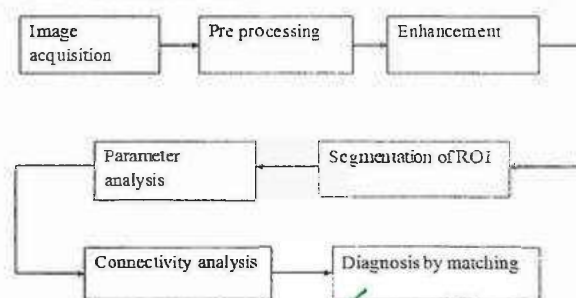 Image
acquisition
Pre processing
Enhancement
Segmentation of ROI
Parameter
analysis
Connectivity analysis
Diagnosis by matching